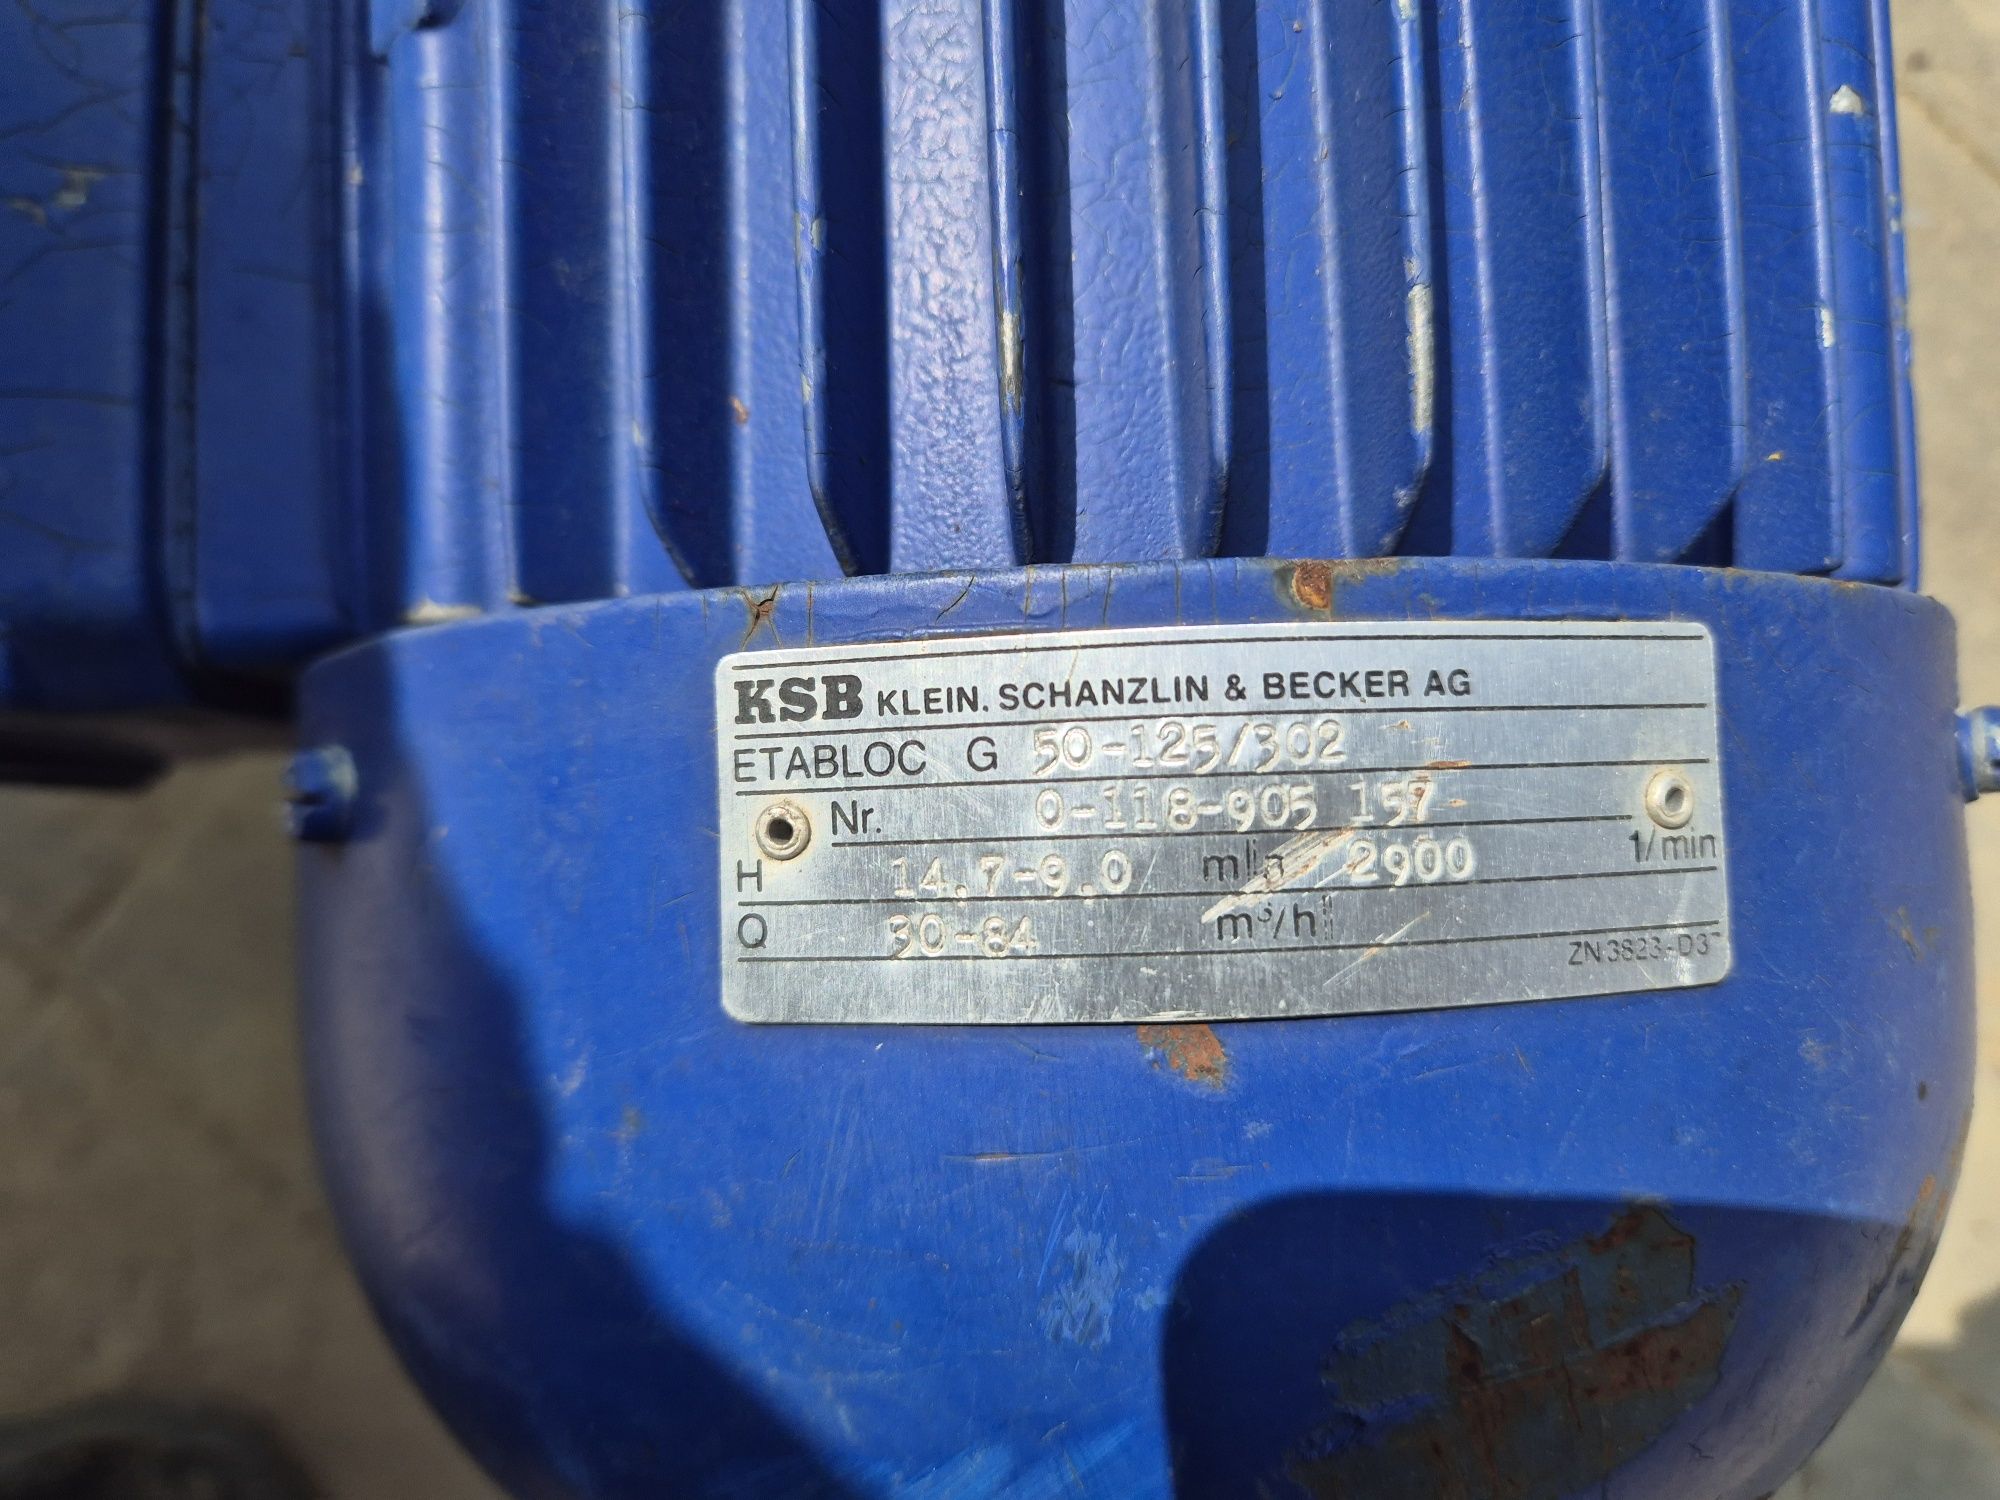 KSB KLEIN. SCHANZLIN & BECKER AG
ETABLOC G 50-125/302
Nr. 0-118-905 157
H 14.7-9.0 m n 2900 1/min
Q 30-84 m³/h
ZN 3823-D3